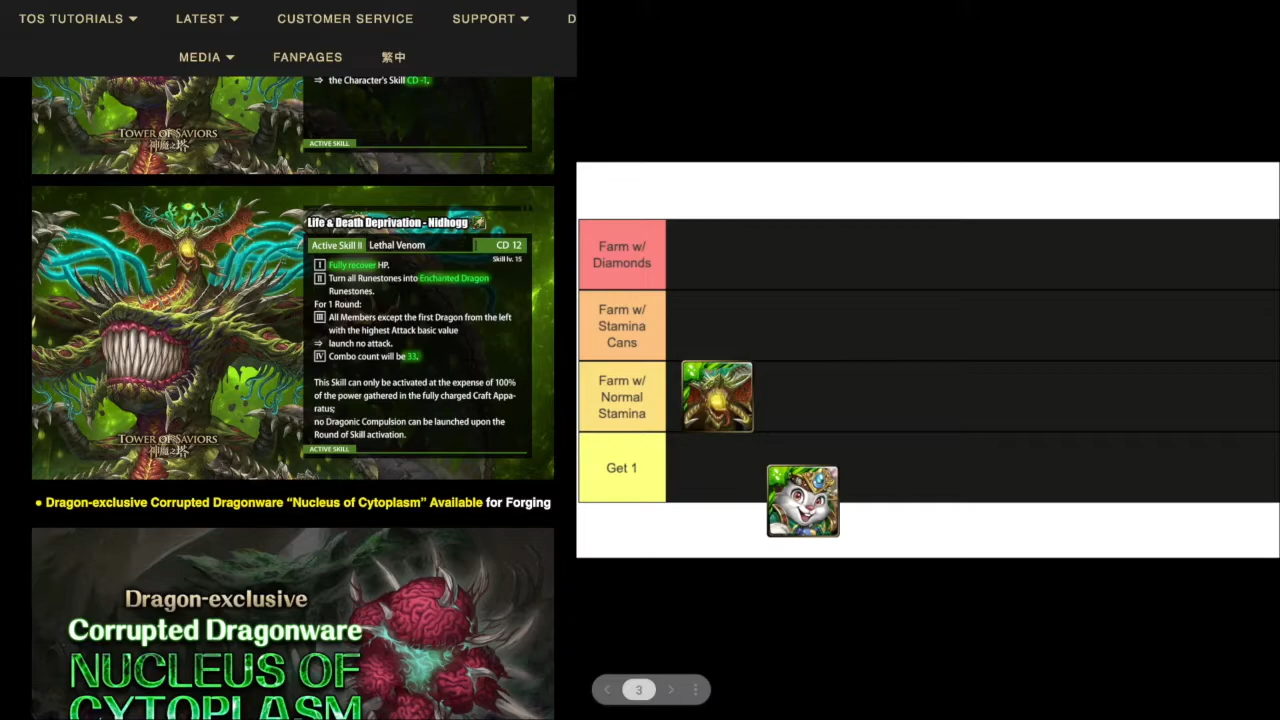 TOS TUTORIALS
LATEST
CUSTOMER SERVICE
SUPPORT
D
MEDIA
FANPAGES
繁中
⇒ the Character's Skill CD -1.
TOWER OF SAVIORS
神魔之塔
ACTIVE SKILL
Life & Death Deprivation - Nidhogg
Active Skill II Lethal Venom CD 12
Skill lv. 15
I Fully recover HP.
II Turn all Runestones into Enchanted Dragon
Runestones.
For 1 Round:
III All Members except the first Dragon from the left
with the highest Attack basic value
⇒ launch no attack.
IV Combo count will be 33.
This Skill can only be activated at the expense of 100%
of the power gathered in the fully charged Craft Appa-
ratus;
no Dragonic Compulsion can be launched upon the
Round of Skill activation.
TOWER OF SAVIORS
神魔之塔
ACTIVE SKILL
● Dragon-exclusive Corrupted Dragonware “Nucleus of Cytoplasm” Available for Forging
Dragon-exclusive
Corrupted Dragonware
NUCLEUS OF
CYTOPLASM
Farm w/
Diamonds
Farm w/
Stamina
Cans
Farm w/
Normal
Stamina
Get 1
3